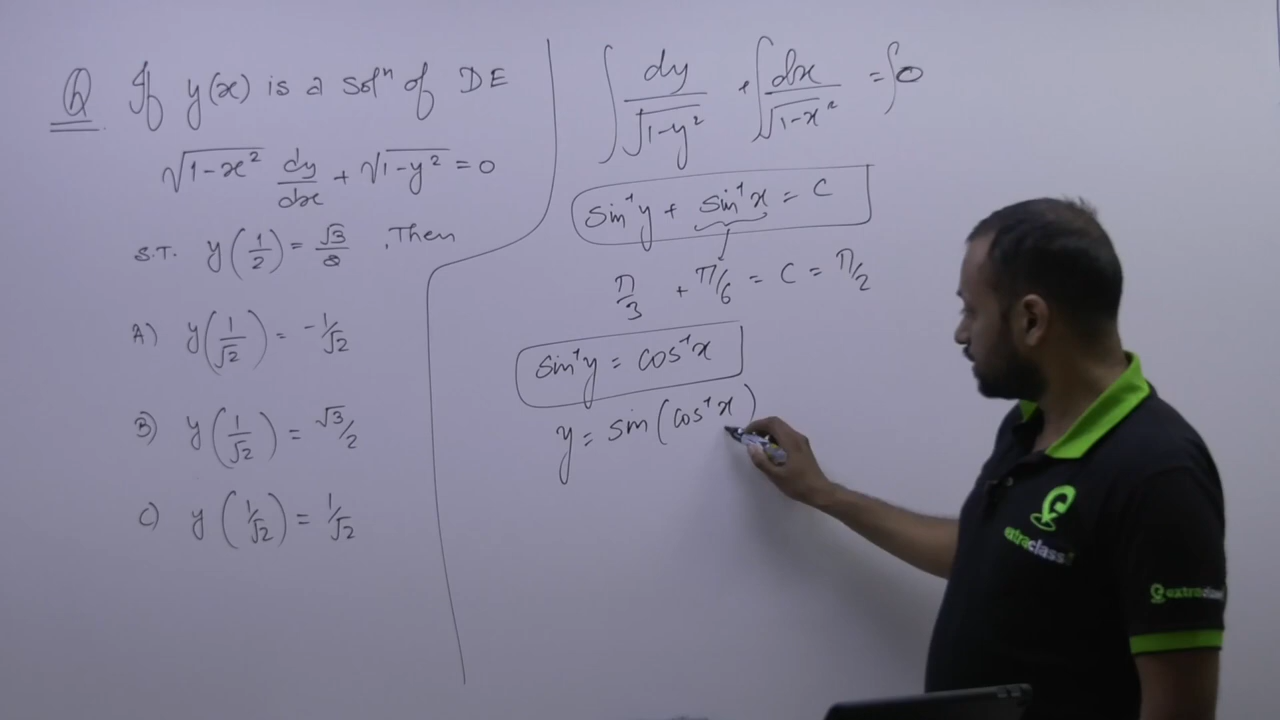 Q. If y(x) is a solⁿ of DE
√1-x² dy/dx + √1-y² = 0
S.T. y(1/2) = √3/8 , Then
A) y(1/√2) = -1/√2
B) y(1/√2) = √3/2
C) y(1/√2) = 1/√2
∫ dy/√1-y² + ∫ dx/√1-x² = ∫0
sin⁻¹y + sin⁻¹x = C
π/3 + π/6 = C = π/2
sin⁻¹y = cos⁻¹x
y = sin(cos⁻¹x)
extraclass
extraclass